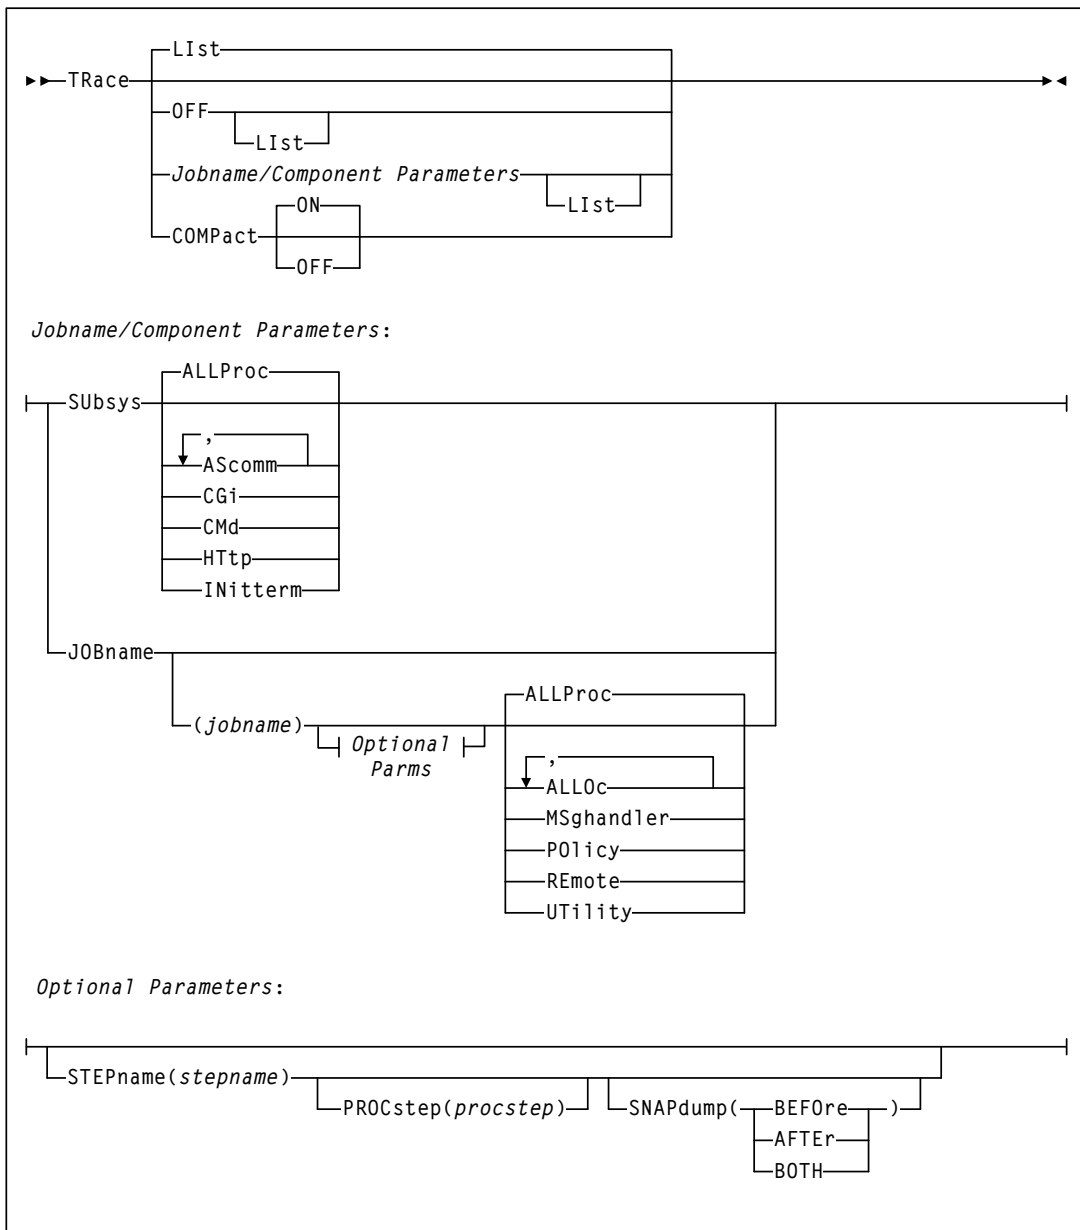 LIst
TRace
OFF
LIst
Jobname/Component Parameters
LIst
ON
COMPact
OFF
Jobname/Component Parameters:
ALLProc
SUbsys
,
AScomm
CGi
CMd
HTtp
INitterm
JOBname
ALLProc
(jobname)
Optional
Parms
,
ALLOc
MSghandler
POlicy
REmote
UTility
Optional Parameters:
STEPname(stepname)
PROCstep(procstep)
SNAPdump( BEFOre )
AFTEr
BOTH